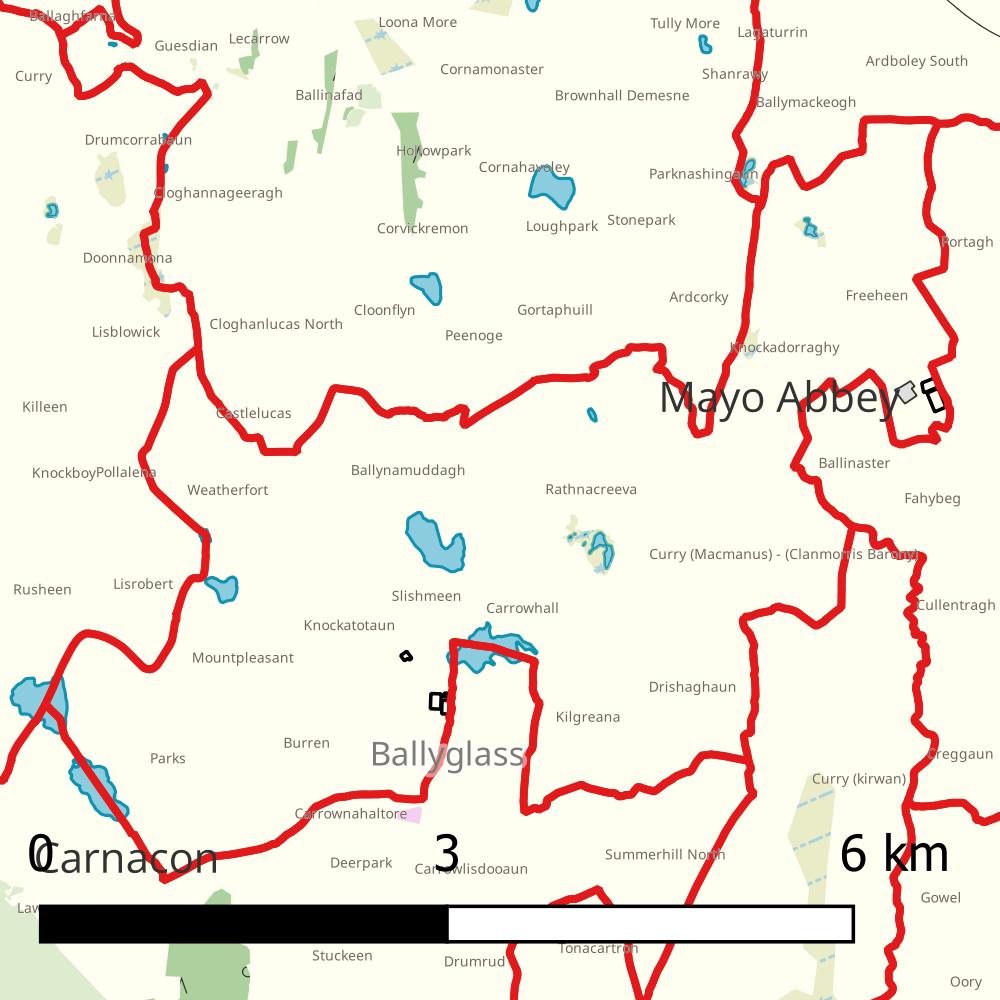 Ballaghfarna
Loona More
Tully More
Lagaturrin
Guesdian
Lecarrow
Ardboley South
Curry
Cornamonaster
Shanrawy
Ballinafad
Brownhall Demesne
Ballymackeogh
Drumcorrabaun
Hollowpark
Cornahavoley
Parknashingaun
Cloghannageeragh
Corvickremon
Loughpark
Stonepark
Portagh
Doonnamona
Ardcorky
Freeheen
Cloonflyn
Gortaphuill
Lisblowick
Cloghanlucas North
Peenoge
Knockadorraghy
Mayo Abbey
Killeen
Castlelucas
Knockboy
Pollalena
Ballynamuddagh
Ballinaster
Weatherfort
Rathnacreeva
Fahybeg
Curry (Macmanus) - (Clanmorris Barony)
Rusheen
Lisrobert
Slishmeen
Carrowhall
Cullentragh
Knockatotaun
Mountpleasant
Drishaghaun
Kilgreana
Burren
Ballyglass
Parks
Creggaun
Curry (kirwan)
Carrownahaltore
0
3
6 km
Carnacon
Deerpark
Carrowlisdooaun
Summerhill North
Gowel
Stuckeen
Drumrud
Tonacartron
Oory